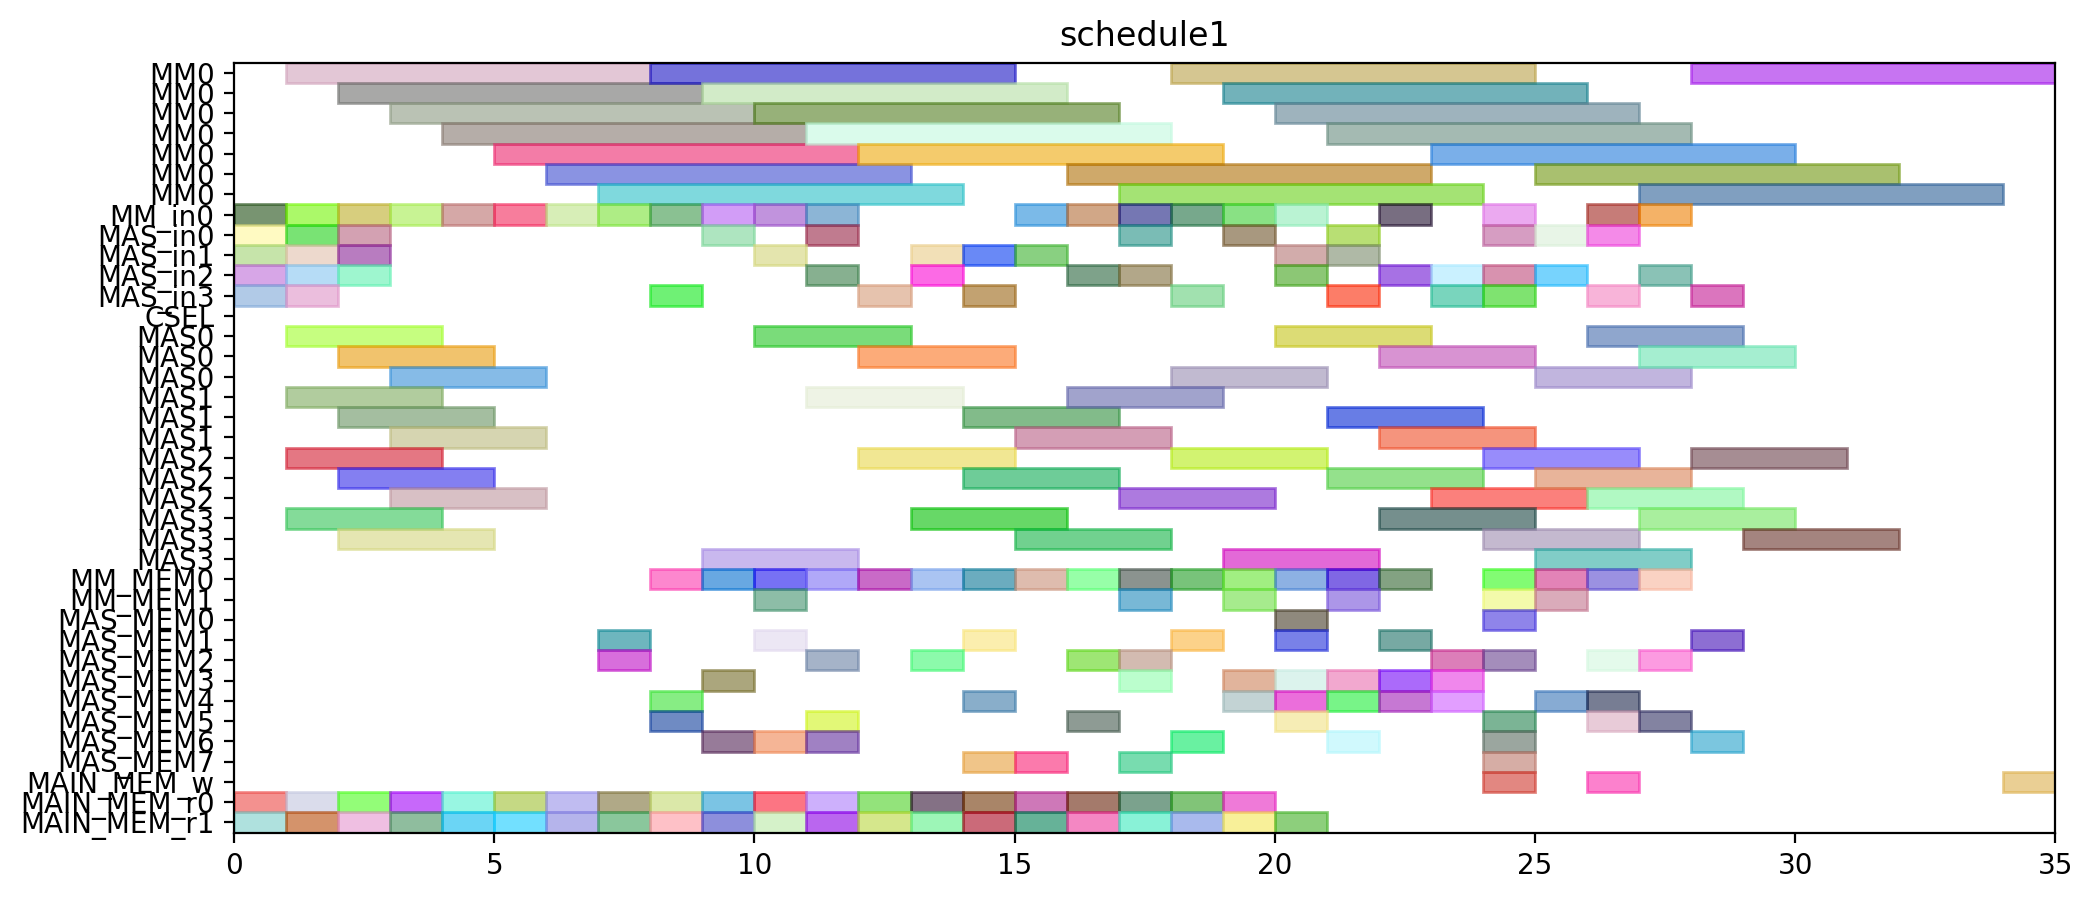 schedule1
MM0
MM0
MM0
MM0
MM0
MM0
MM0
MM_in0
MAS_in0
MAS_in1
MAS_in2
MAS_in3
CSEL
MAS0
MAS0
MAS0
MAS1
MAS1
MAS1
MAS2
MAS2
MAS2
MAS3
MAS3
MAS3
MM_MEM0
MM_MEM1
MAS_MEM0
MAS_MEM1
MAS_MEM2
MAS_MEM3
MAS_MEM4
MAS_MEM5
MAS_MEM6
MAS_MEM7
MAIN_MEM_w
MAIN_MEM_r0
MAIN_MEM_r1
0 5 10 15 20 25 30 35